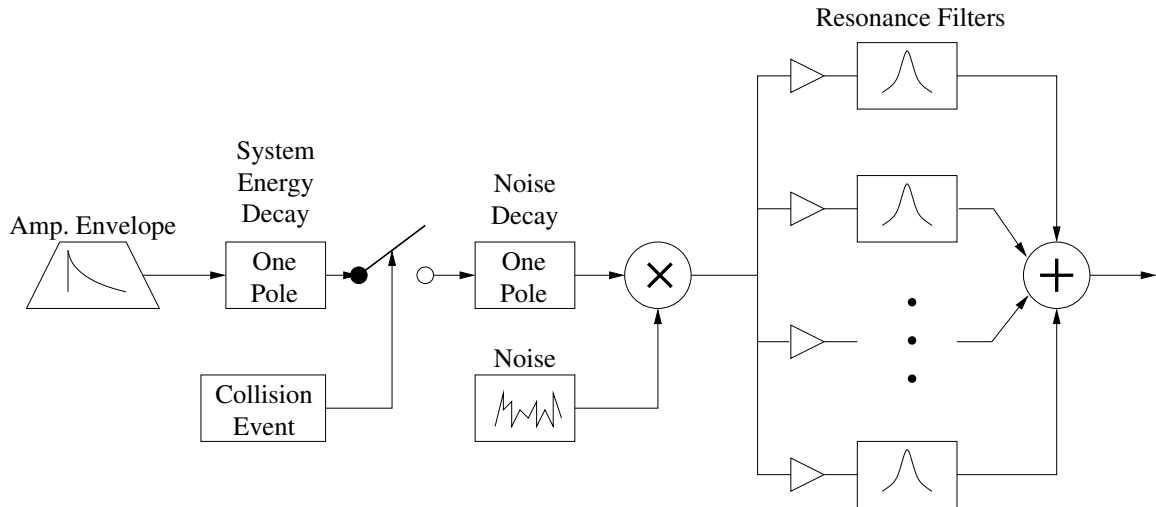 Resonance Filters
System
Energy
Decay
Noise
Decay
Amp. Envelope
One
Pole
One
Pole
Collision
Event
Noise